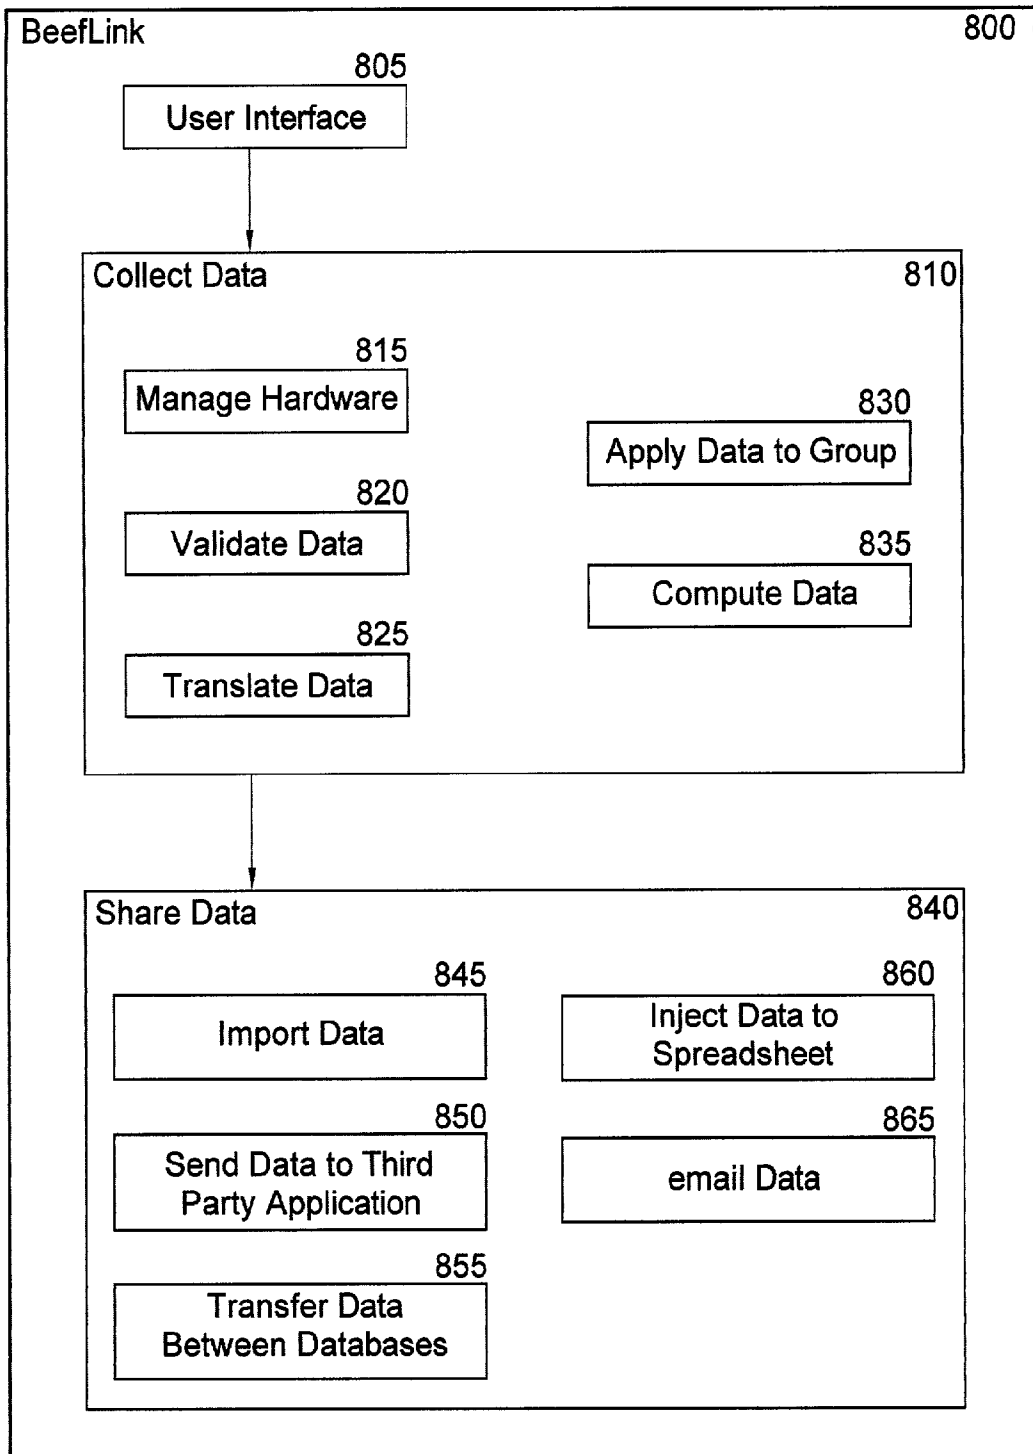 BeefLink 800
805
User Interface
Collect Data 810
815
Manage Hardware
820
Validate Data
825
Translate Data
830
Apply Data to Group
835
Compute Data
Share Data 840
845
Import Data
850
Send Data to Third
Party Application
855
Transfer Data
Between Databases
860
Inject Data to
Spreadsheet
865
email Data